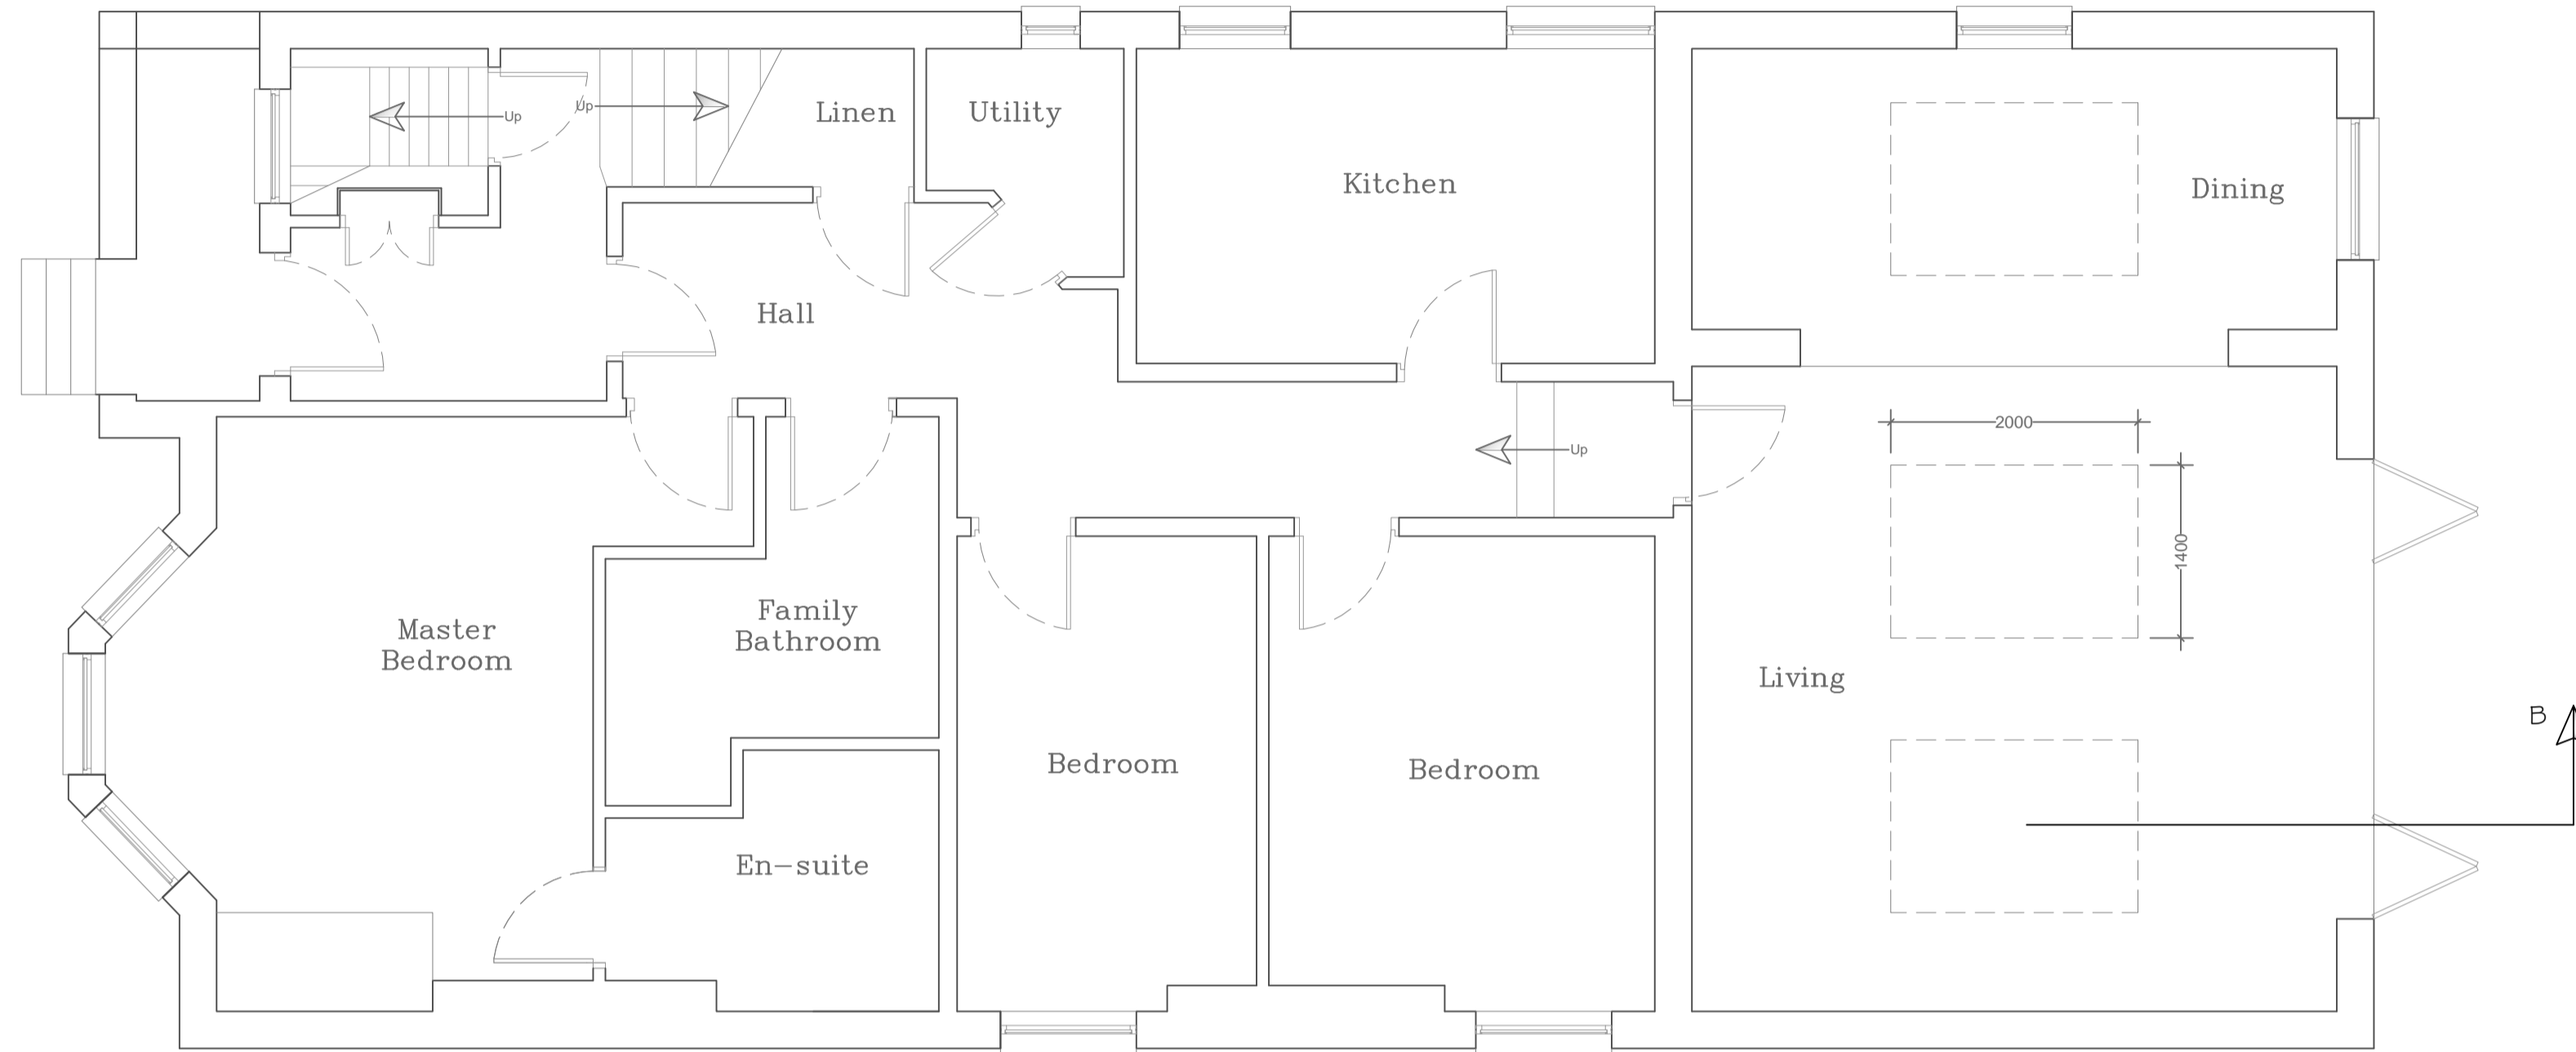 Up
Up
Linen
Utility
Kitchen
Dining
Hall
2000
Up
1400
Master
Bedroom
Family
Bathroom
Living
B
Bedroom
Bedroom
En-suite